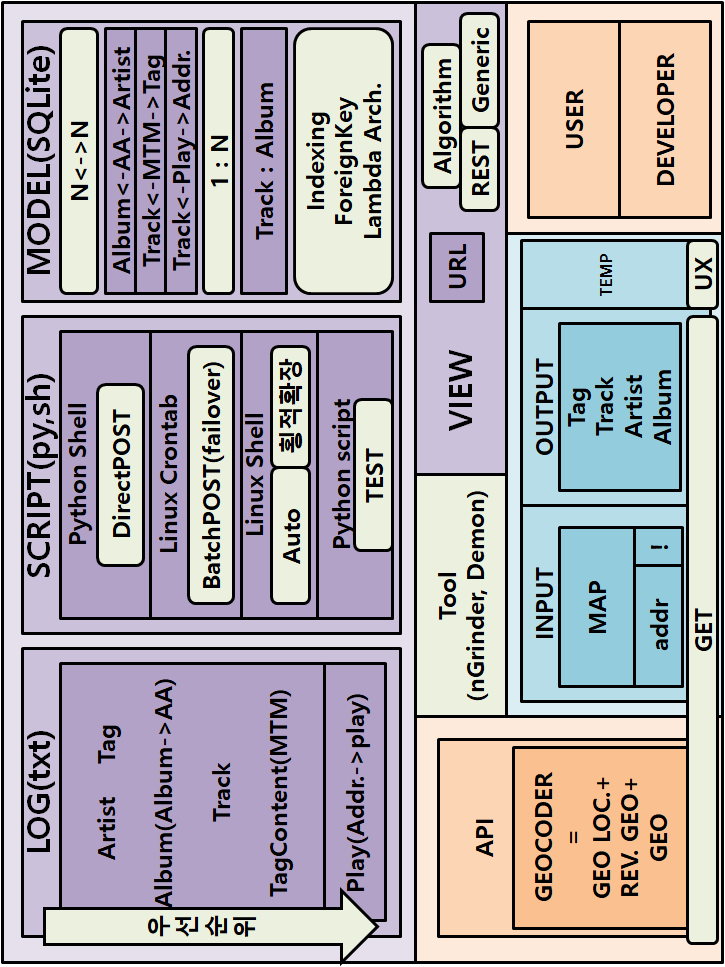 LOG(txt)
Artist Tag
Album(Album->AA)
Track
TagContent(MTM)
Play(Addr.->play)
우선순위
SCRIPT(py,sh)
Python Shell
DirectPOST
Linux Crontab
BatchPOST(failover)
Linux Shell
Auto
횡적확장
Python script
TEST
MODEL(SQLite)
N<->N
Album<-AA->Artist
Track<-MTM->Tag
Track<-Play->Addr.
1 : N
Track : Album
Indexing
ForeignKey
Lambda Arch.
Tool
(nGrinder, Demon)
VIEW
URL
Algorithm
REST
Generic
API
GEOCODER
=
GEO LOC.+
REV. GEO+
GEO
INPUT
MAP
addr
!
OUTPUT
Tag
Track
Artist
Album
TEMP
GET
UX
USER
DEVELOPER